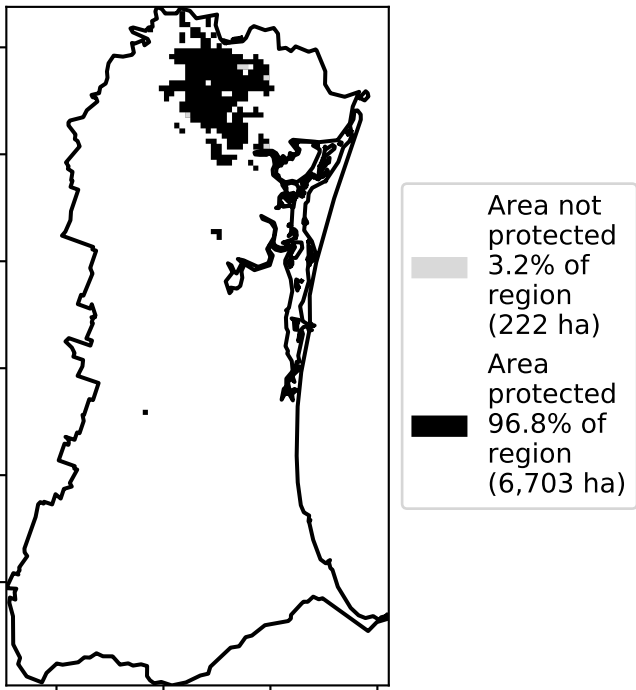 Area not
protected
3.2% of
region
(222 ha)
Area
protected
96.8% of
region
(6,703 ha)